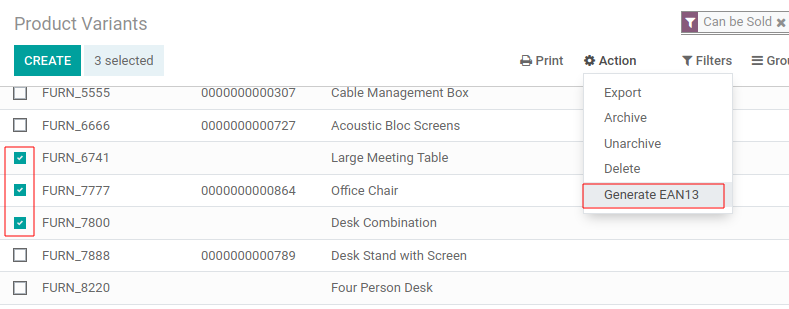 Product Variants
Can be Sold
CREATE 3 selected Print Action Filters Grou
FURN_5555 0000000000307 Cable Management Box
FURN_6666 0000000000727 Acoustic Bloc Screens
FURN_6741 Large Meeting Table
FURN_7777 0000000000864 Office Chair
FURN_7800 Desk Combination
FURN_7888 0000000000789 Desk Stand with Screen
FURN_8220 Four Person Desk
Export
Archive
Unarchive
Delete
Generate EAN13